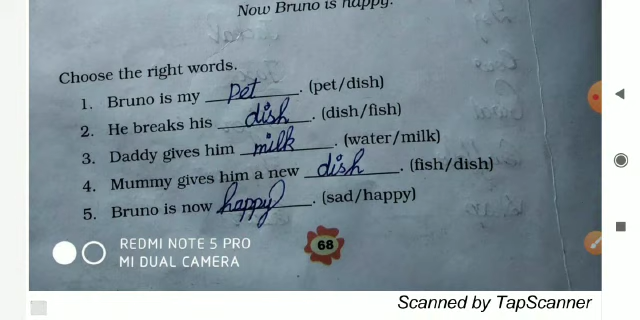 Now Bruno is happy.
Choose the right words.
1. Bruno is my pet. (pet/dish)
2. He breaks his dish. (dish/fish)
3. Daddy gives him milk. (water/milk)
4. Mummy gives him a new dish. (fish/dish)
5. Bruno is now happy. (sad/happy)
REDMI NOTE 5 PRO
MI DUAL CAMERA
68
Scanned by TapScanner